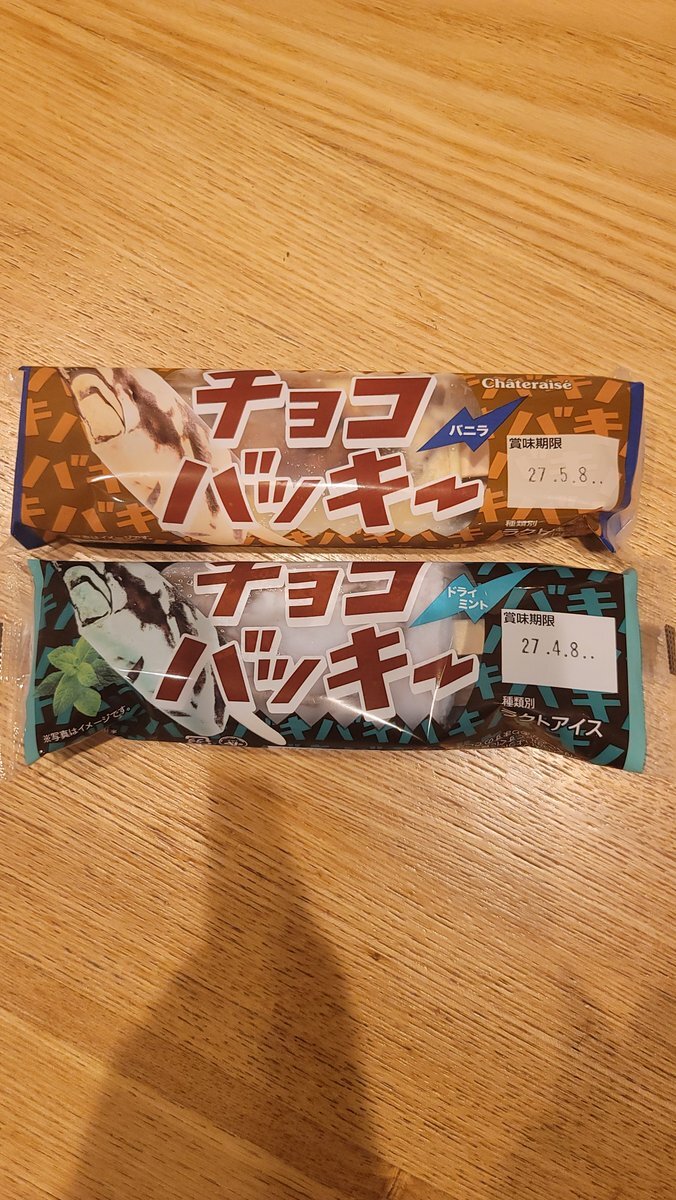 チョコ
バッキー
Châteraisé
バニラ
賞味期限
27.5.8..
種類別
チョコ
バッキー
ドライ
ミント
賞味期限
27.4.8..
種類別
ラクトアイス
※写真はイメージです。